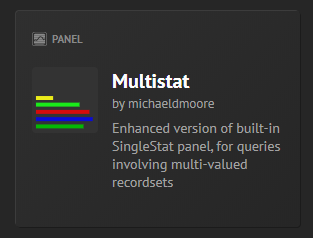 PANEL
Multistat
by michaeldmoore
Enhanced version of built-in
SingleStat panel, for queries
involving multi-valued
recordsets